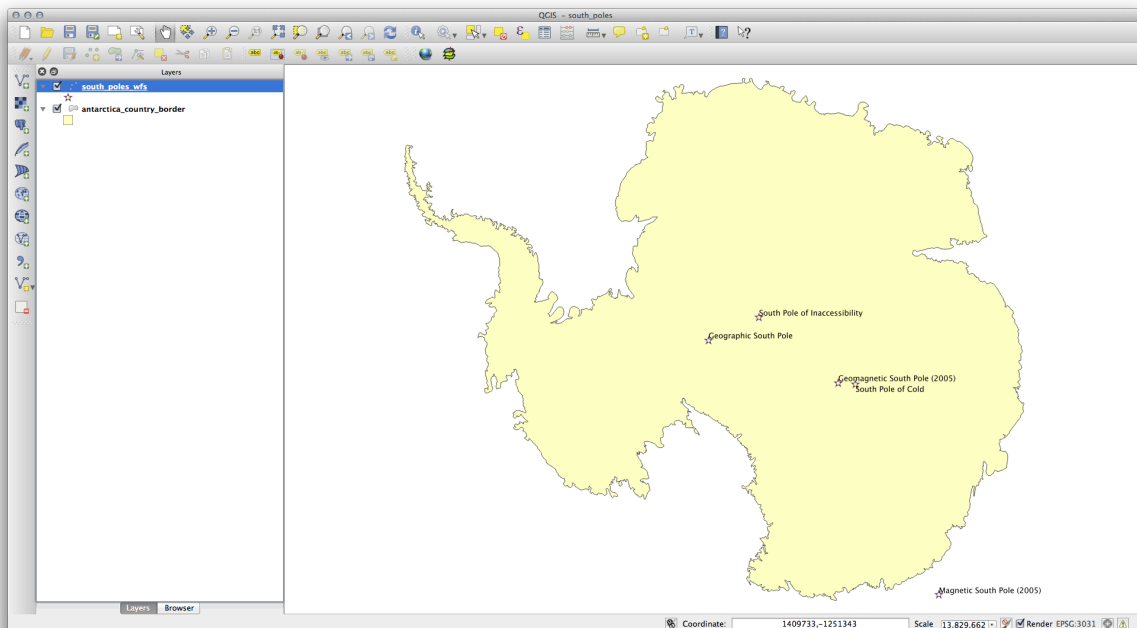 QGIS - south_poles
Layers
south_poles_wfs
antarctica_country_border
South Pole of Inaccessibility
Geographic South Pole
Geomagnetic South Pole (2005)
South Pole of Cold
Magnetic South Pole (2005)
Layers
Browser
Coordinate:
1409733,-1251343
Scale
13.829.662
Render
EPSG:3031